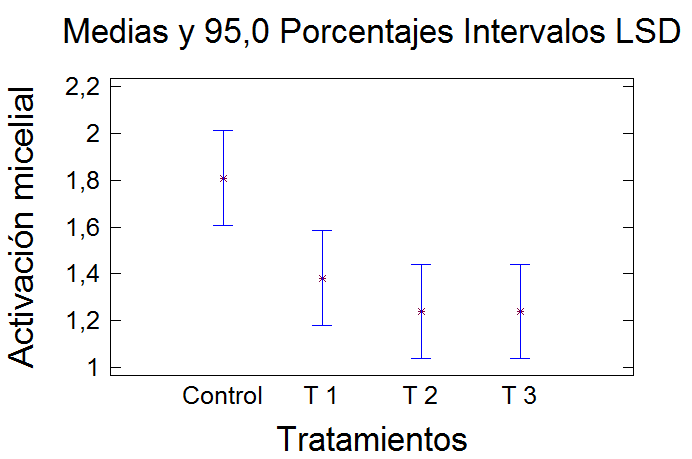 Medias y 95,0 Porcentajes Intervalos LSD
Activación micelial
2,2
2
1,8
1,6
1,4
1,2
1
Control T 1 T 2 T 3
Tratamientos